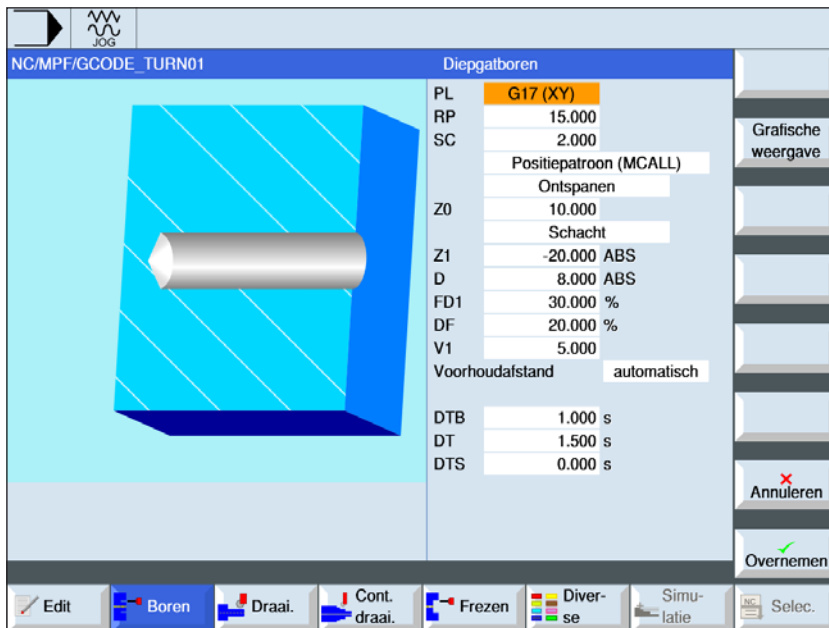 JOG
NC/MPF/GCODE_TURN01
Diepgatboren
PL G17 (XY)
RP 15.000
SC 2.000
Positiepatroon (MCALL)
Ontspanen
Z0 10.000
Schacht
Z1 -20.000 ABS
D 8.000 ABS
FD1 30.000 %
DF 20.000 %
V1 5.000
Voorhoudafstand automatisch
DTB 1.000 s
DT 1.500 s
DTS 0.000 s
Grafische
weergave
Annuleren
Overnemen
Edit
Boren
Draai.
Cont.
draai.
Frezen
Diver-
se
Simu-
latie
NC
Selec.